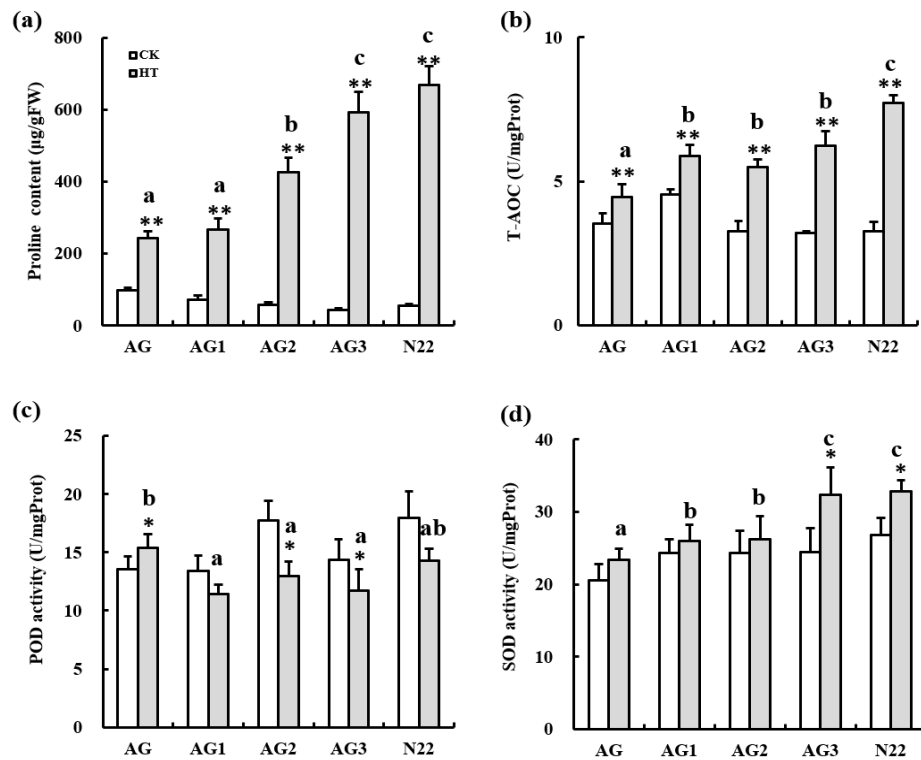 (a)
Proline content (µg/gFW)
800
600
400
200
0
CK
HT
a
**
a
**
b
**
c
**
c
**
AG
AG1
AG2
AG3
N22
(b)
T-AOC (U/mgProt)
10
5
0
a
**
b
**
b
**
b
**
c
**
AG
AG1
AG2
AG3
N22
(c)
POD activity (U/mgProt)
25
20
15
10
5
0
b
*
a
a
*
a
*
ab
AG
AG1
AG2
AG3
N22
(d)
SOD activity (U/mgProt)
40
30
20
10
0
a
b
b
c
*
c
*
AG
AG1
AG2
AG3
N22